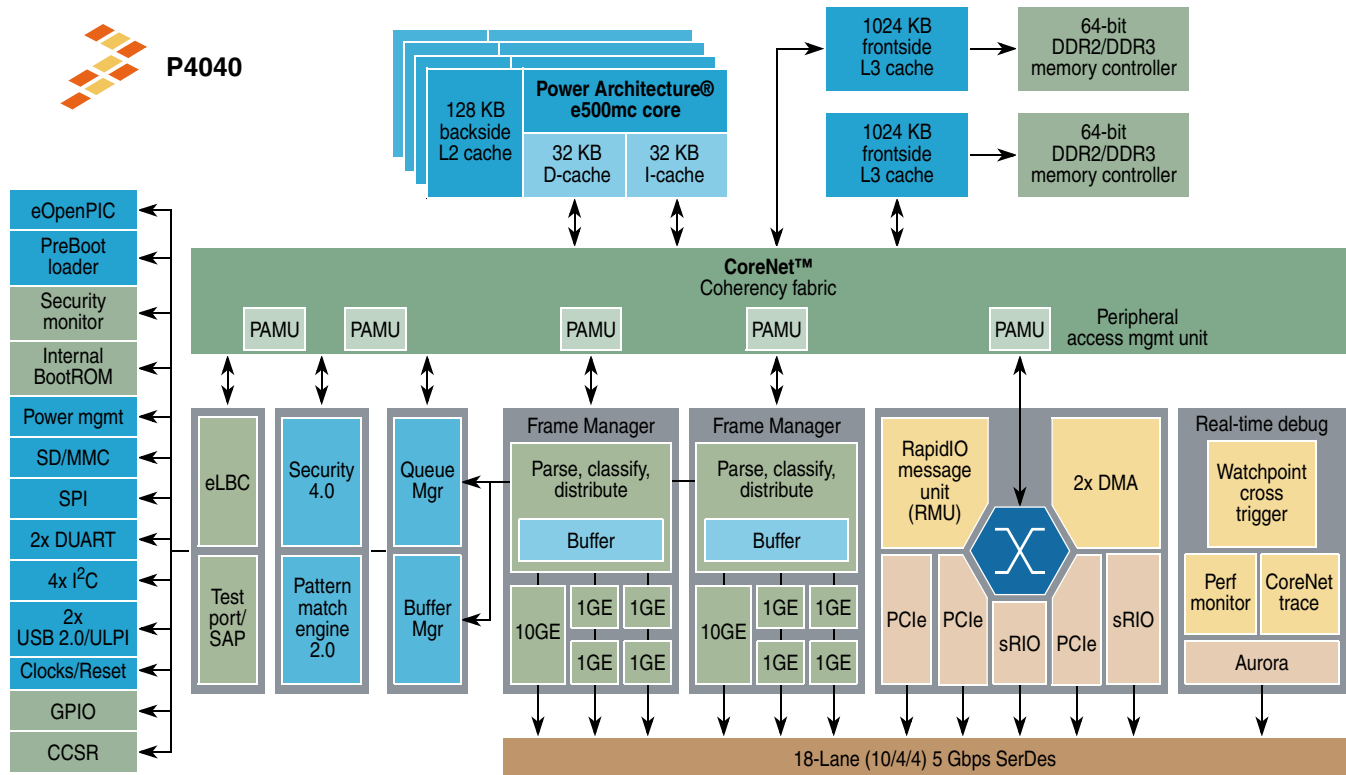 P4040
128 KB
backside
L2 cache
Power Architecture®
e500mc core
32 KB
D-cache
32 KB
I-cache
1024 KB
frontside
L3 cache
64-bit
DDR2/DDR3
memory controller
1024 KB
frontside
L3 cache
64-bit
DDR2/DDR3
memory controller
eOpenPIC
PreBoot
loader
Security
monitor
Internal
BootROM
Power mgmt
SD/MMC
SPI
2x DUART
4x I²C
2x
USB 2.0/ULPI
Clocks/Reset
GPIO
CCSR
CoreNet™
Coherency fabric
PAMU
PAMU
PAMU
PAMU
PAMU
Peripheral
access mgmt unit
eLBC
Test
port/
SAP
Security
4.0
Pattern
match
engine
2.0
Queue
Mgr
Buffer
Mgr
Frame Manager
Parse, classify,
distribute
Buffer
10GE
1GE
1GE
1GE
1GE
Frame Manager
Parse, classify,
distribute
Buffer
10GE
1GE
1GE
1GE
1GE
RapidIO
message
unit
(RMU)
2x DMA
PCIe
PCIe
sRIO
PCIe
sRIO
Real-time debug
Watchpoint
cross
trigger
Perf
monitor
CoreNet
trace
Aurora
18-Lane (10/4/4) 5 Gbps SerDes